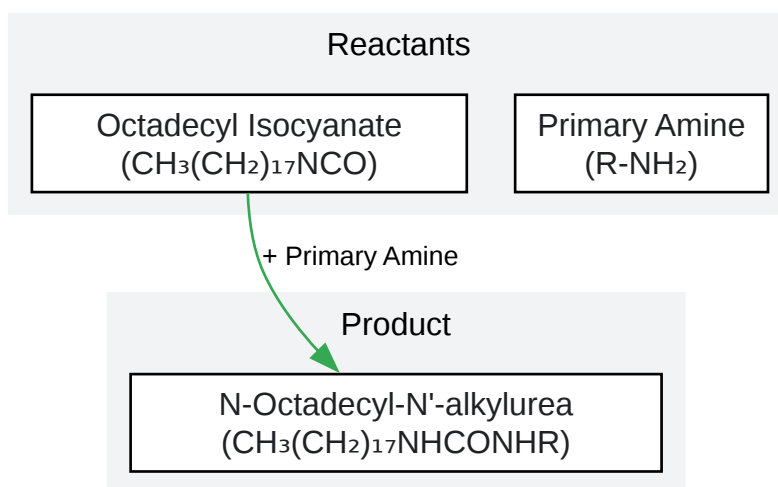 Reactants
Octadecyl Isocyanate
(CH₃(CH₂)₁₇NCO)
Primary Amine
(R-NH₂)
+ Primary Amine
Product
N-Octadecyl-N'-alkylurea
(CH₃(CH₂)₁₇NHCONHR)